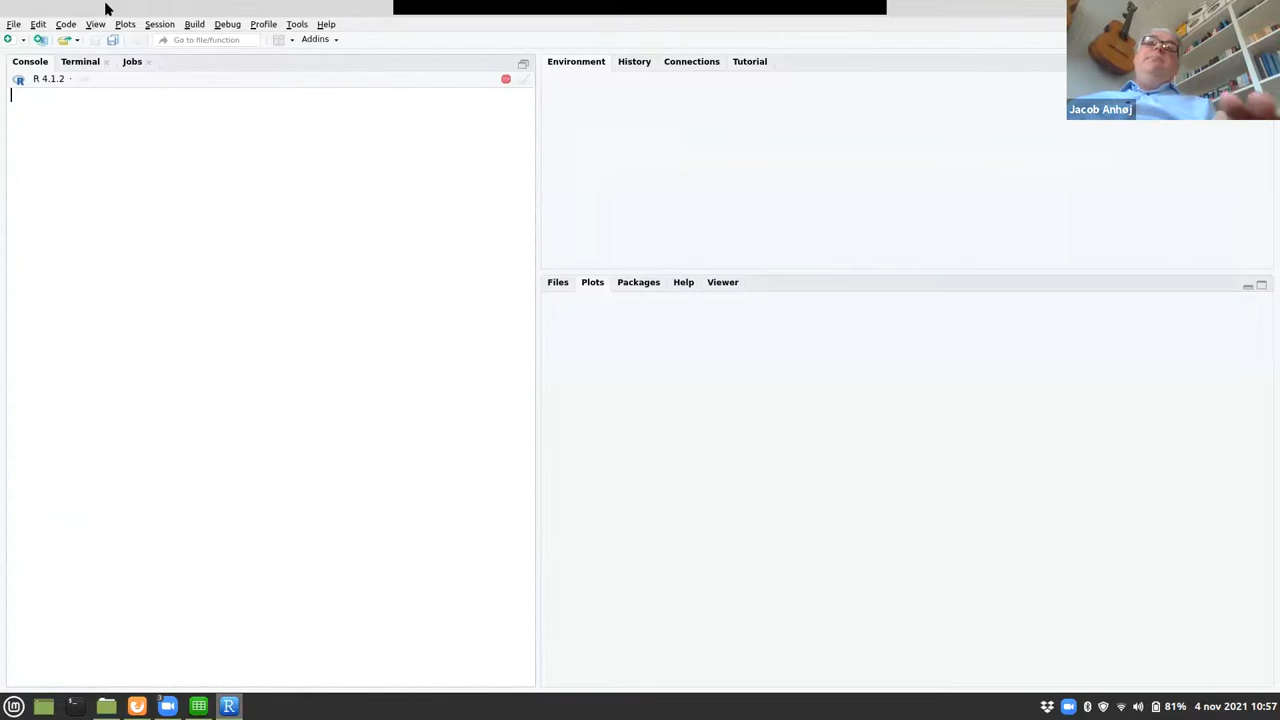 File Edit Code View Plots Session Build Debug Profile Tools Help
Go to file/function Addins
Console Terminal Jobs
R 4.1.2
Environment History Connections Tutorial
Jacob Anhøj
Files Plots Packages Help Viewer
3
81% 4 nov 2021 10:57